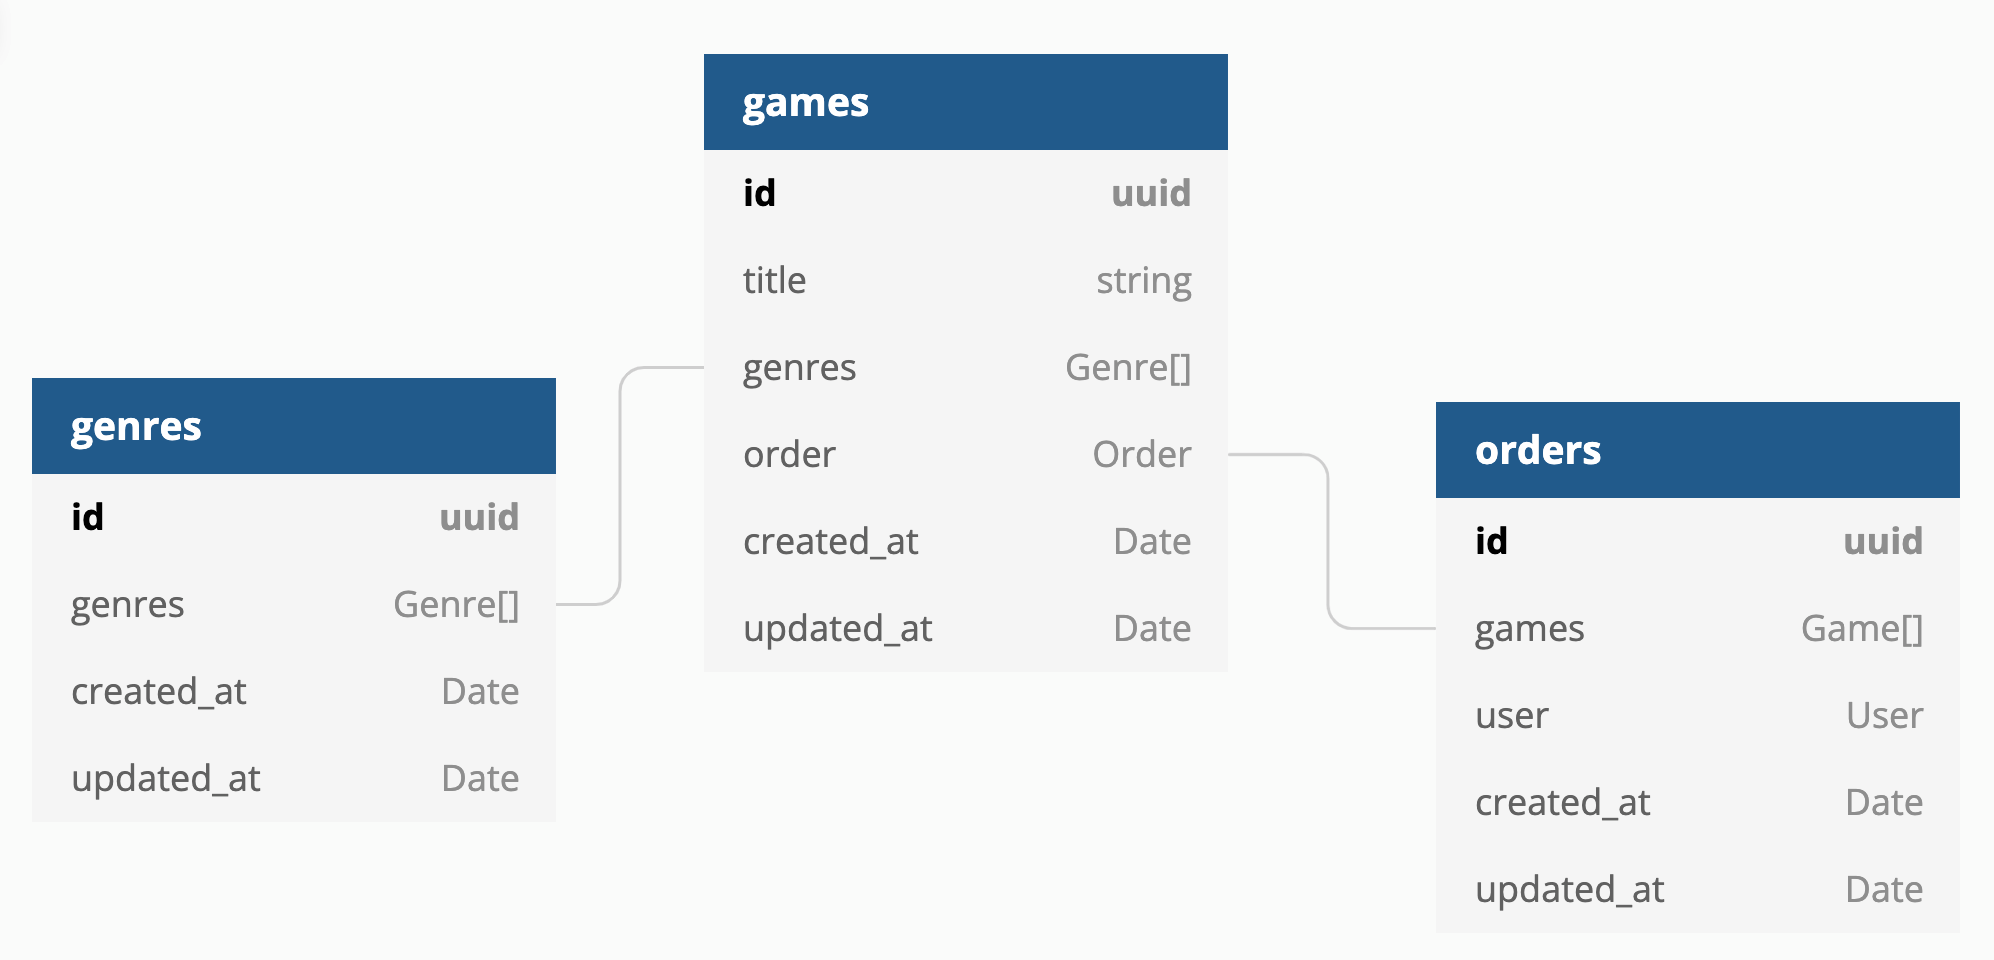 games
id uuid
title string
genres Genre[]
order Order
created_at Date
updated_at Date
genres
id uuid
genres Genre[]
created_at Date
updated_at Date
orders
id uuid
games Game[]
user User
created_at Date
updated_at Date